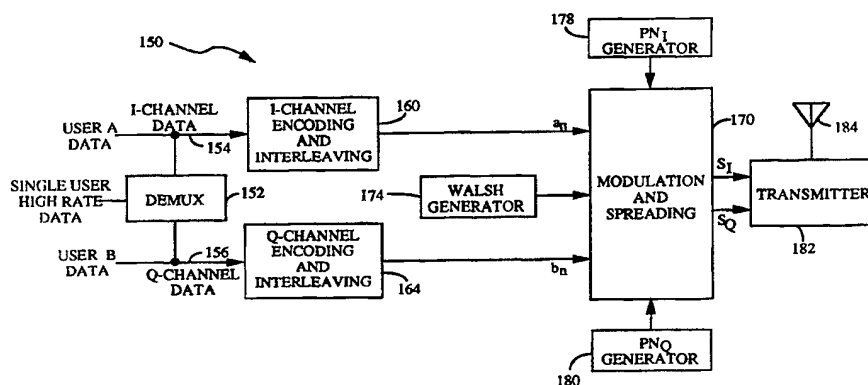 150
178
PN_I
GENERATOR
I-CHANNEL
DATA
USER A
DATA
154
I-CHANNEL
ENCODING
AND
INTERLEAVING
160
a_n
170
184
SINGLE USER
HIGH RATE
DATA
DEMUX
152
174
WALSH
GENERATOR
MODULATION
AND
SPREADING
S_I
S_Q
TRANSMITTER
182
USER B
DATA
156
Q-CHANNEL
DATA
Q-CHANNEL
ENCODING
AND
INTERLEAVING
164
b_n
PN_Q
GENERATOR
180